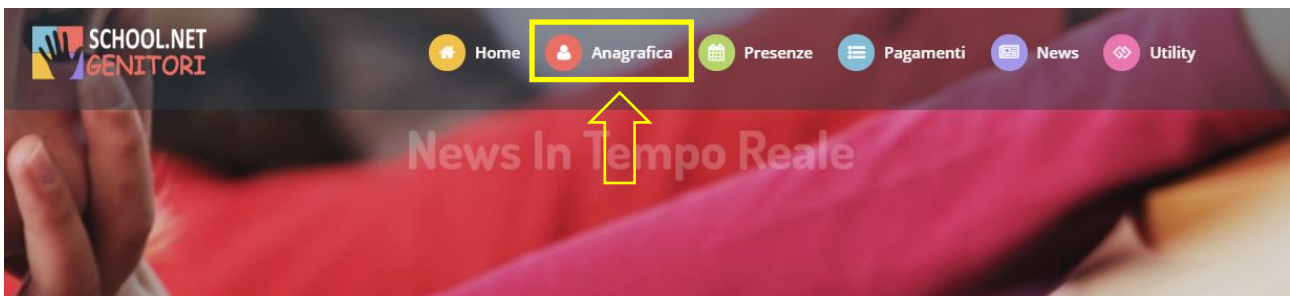 SCHOOL.NET
GENITORI
Home Anagrafica Presenze Pagamenti News Utility
News In Tempo Reale